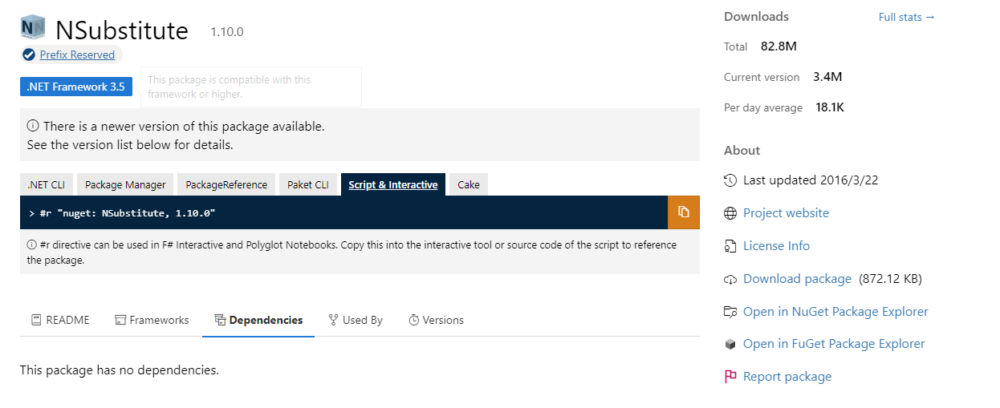 NSubstitute 1.10.0
Prefix Reserved
.NET Framework 3.5
This package is compatible with this
framework or higher.
There is a newer version of this package available.
See the version list below for details.
.NET CLI
Package Manager
PackageReference
Paket CLI
Script & Interactive
Cake
> #r "nuget: NSubstitute, 1.10.0"
#r directive can be used in F# Interactive and Polyglot Notebooks. Copy this into the interactive tool or source code of the script to reference
the package.
README
Frameworks
Dependencies
Used By
Versions
This package has no dependencies.
Downloads
Full stats →
Total 82.8M
Current version 3.4M
Per day average 18.1K
About
Last updated 2016/3/22
Project website
License Info
Download package (872.12 KB)
Open in NuGet Package Explorer
Open in FuGet Package Explorer
Report package